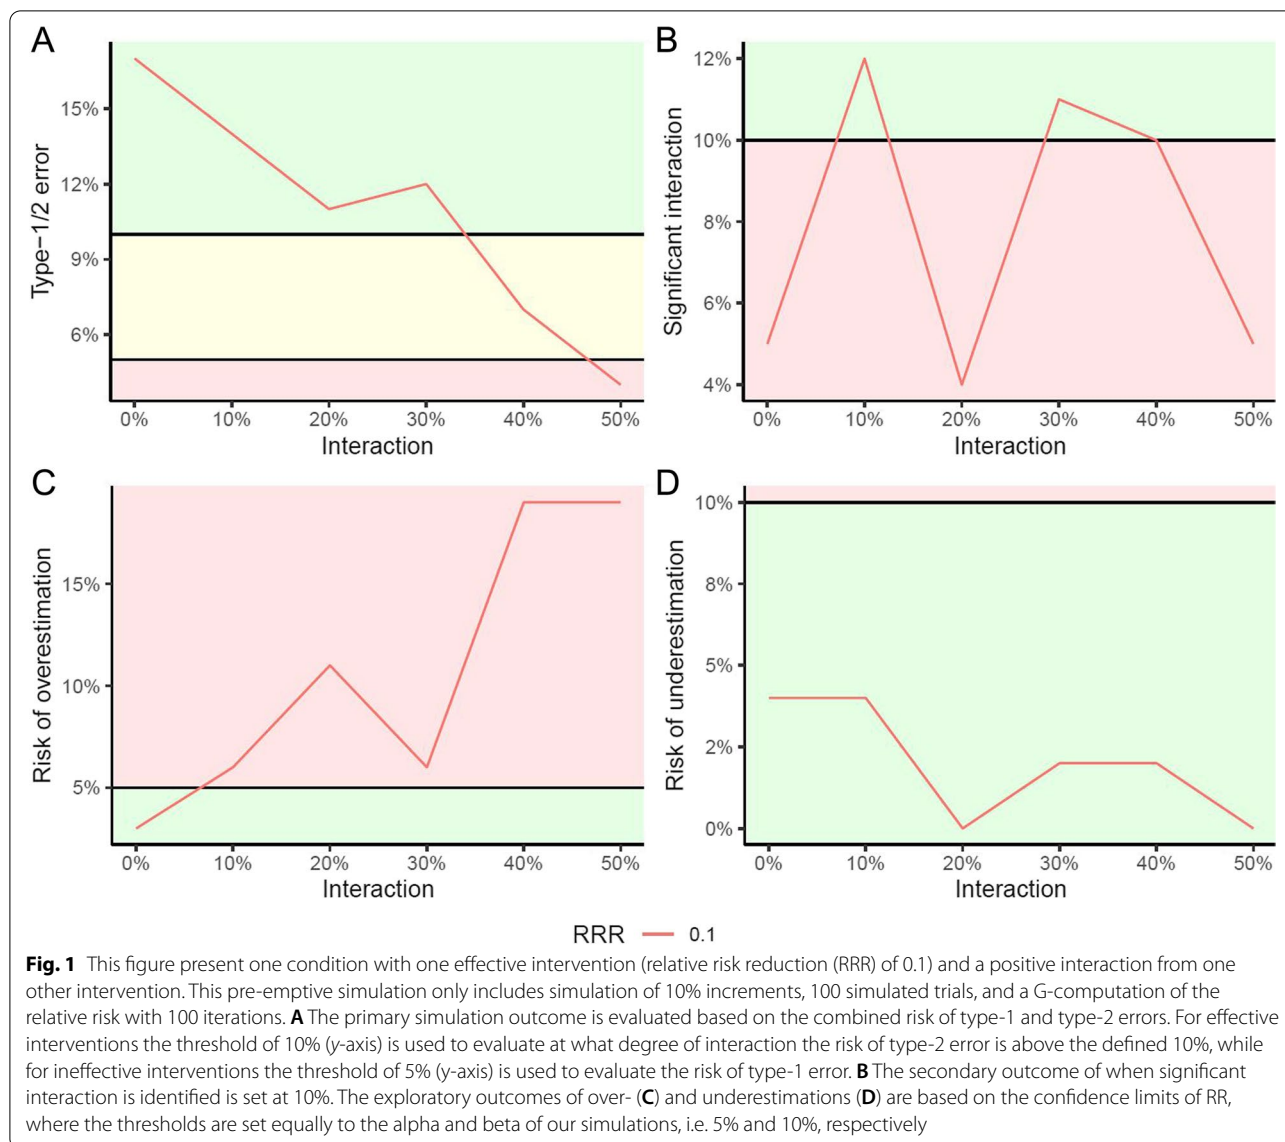 A
B
15%
12%
9%
6%
Type−1/2 error
0% 10% 20% 30% 40% 50%
Interaction
12%
10%
8%
6%
4%
Significant interaction
0% 10% 20% 30% 40% 50%
Interaction
C
D
15%
10%
5%
Risk of overestimation
0% 10% 20% 30% 40% 50%
Interaction
10%
8%
5%
2%
0%
Risk of underestimation
0% 10% 20% 30% 40% 50%
Interaction
RRR 0.1
Fig. 1 This figure present one condition with one effective intervention (relative risk reduction (RRR) of 0.1) and a positive interaction from one
other intervention. This pre-emptive simulation only includes simulation of 10% increments, 100 simulated trials, and a G-computation of the
relative risk with 100 iterations. A The primary simulation outcome is evaluated based on the combined risk of type-1 and type-2 errors. For effective
interventions the threshold of 10% (y-axis) is used to evaluate at what degree of interaction the risk of type-2 error is above the defined 10%, while
for ineffective interventions the threshold of 5% (y-axis) is used to evaluate the risk of type-1 error. B The secondary outcome of when significant
interaction is identified is set at 10%. The exploratory outcomes of over- (C) and underestimations (D) are based on the confidence limits of RR,
where the thresholds are set equally to the alpha and beta of our simulations, i.e. 5% and 10%, respectively